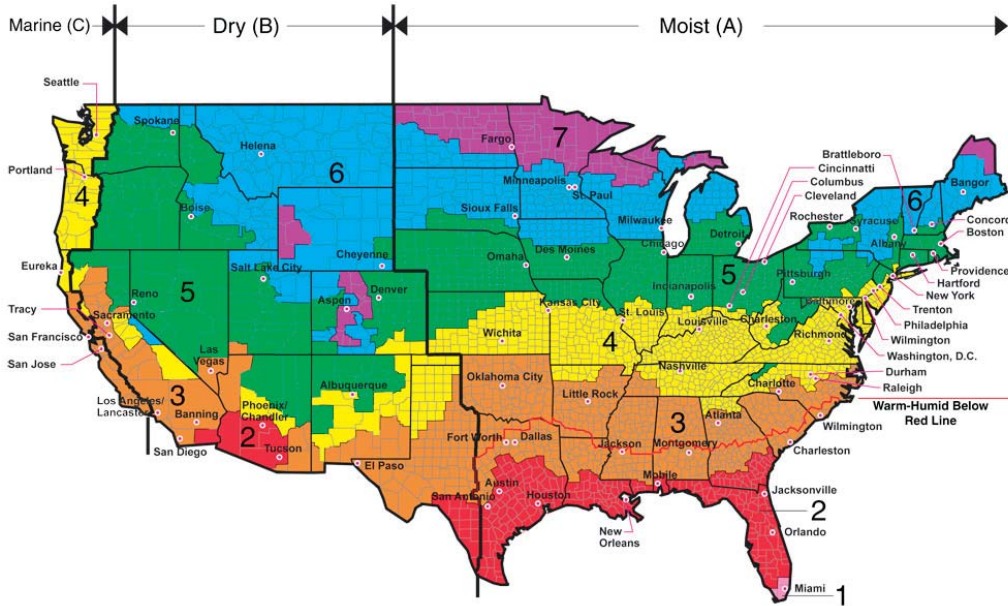 Marine (C)
Dry (B)
Moist (A)
Seattle
Spokane
Helena
6
Fargo
7
Portland
4
Boise
Minneapolis
St. Paul
Sioux Falls
Milwaukee
Brattleboro
Cincinnatti
Columbus
Cleveland
Rochester
Syracuse
6
Bangor
Albany
Concord
Boston
Detroit
Chicago
Cheyenne
Eureka
Salt Lake City
Omaha
Des Moines
5
Providence
Hartford
New York
Trenton
Philadelphia
Wilmington
Washington, D.C.
Pittsburgh
Indianapolis
Reno
5
Aspen
Denver
Tracy
Sacramento
San Francisco
San Jose
Kansas City
St. Louis
Louisville
Charleston
Baltimore
Richmond
Wichita
4
Las
Vegas
Nashville
Durham
Raleigh
Charlotte
3
Albuquerque
Oklahoma City
Little Rock
3
Atlanta
Warm-Humid Below
Red Line
Los Angeles/
Lancaster
Banning
Phoenix/
Chandler
2
Tucson
San Diego
El Paso
Fort Worth
Dallas
Jackson
Montgomery
Wilmington
Charleston
Austin
San Antonio
Houston
Mobile
New
Orleans
Jacksonville
2
Orlando
Miami
1